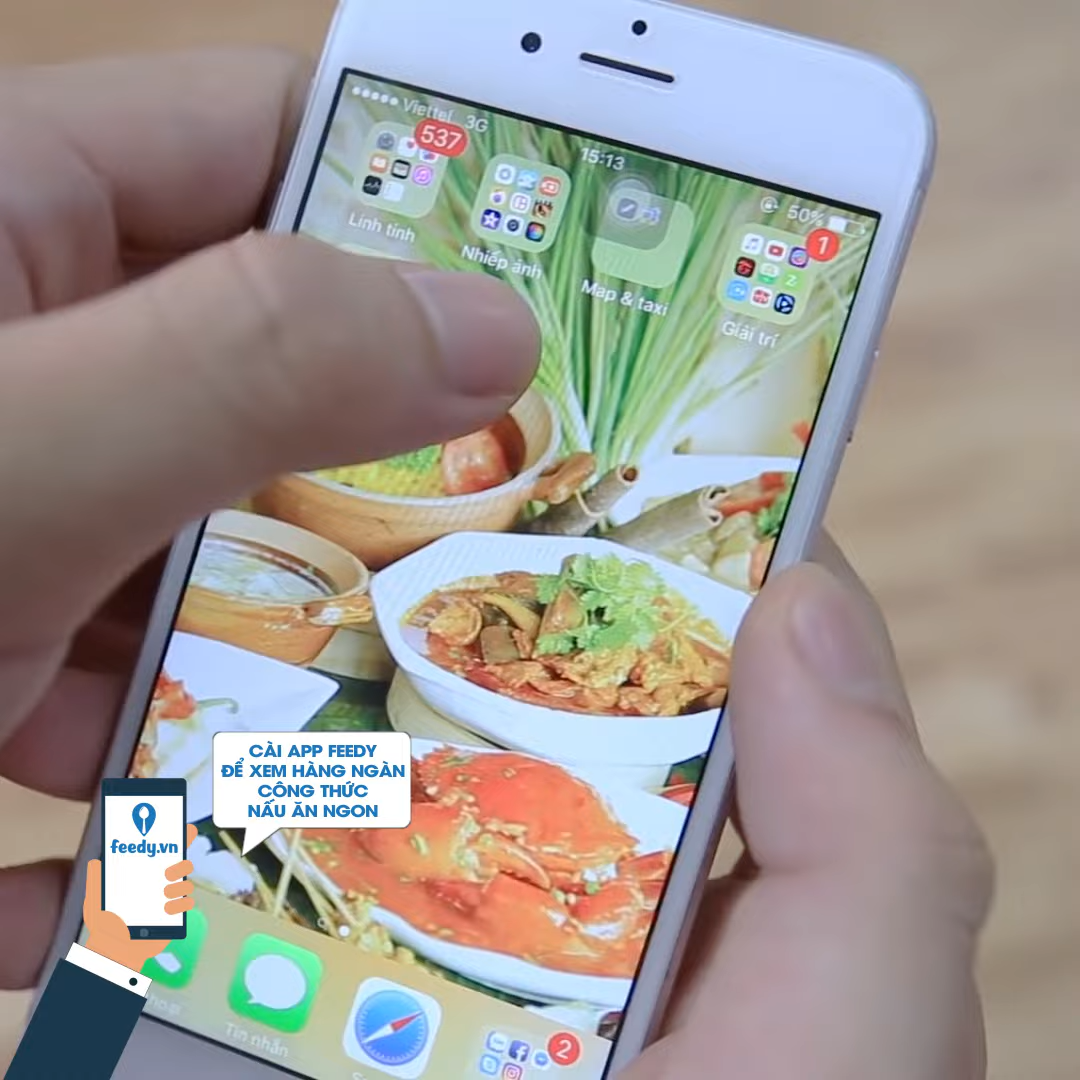 Viettel 3G
15:13
50%
537
1
Linh tinh
Nhiếp ảnh
Map & taxi
Giải trí
CÀI APP FEEDY
ĐỂ XEM HÀNG NGÀN
CÔNG THỨC
NẤU ĂN NGON
feedy.vn
Tin nhắn
2